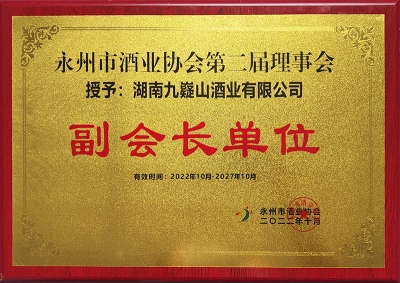 永州市酒业协会第二届理事会
授予：湖南九嶷山酒业有限公司
副会长单位
有效时间：2022年10月-2027年10月
永州市酒业协会
二〇二二年十月